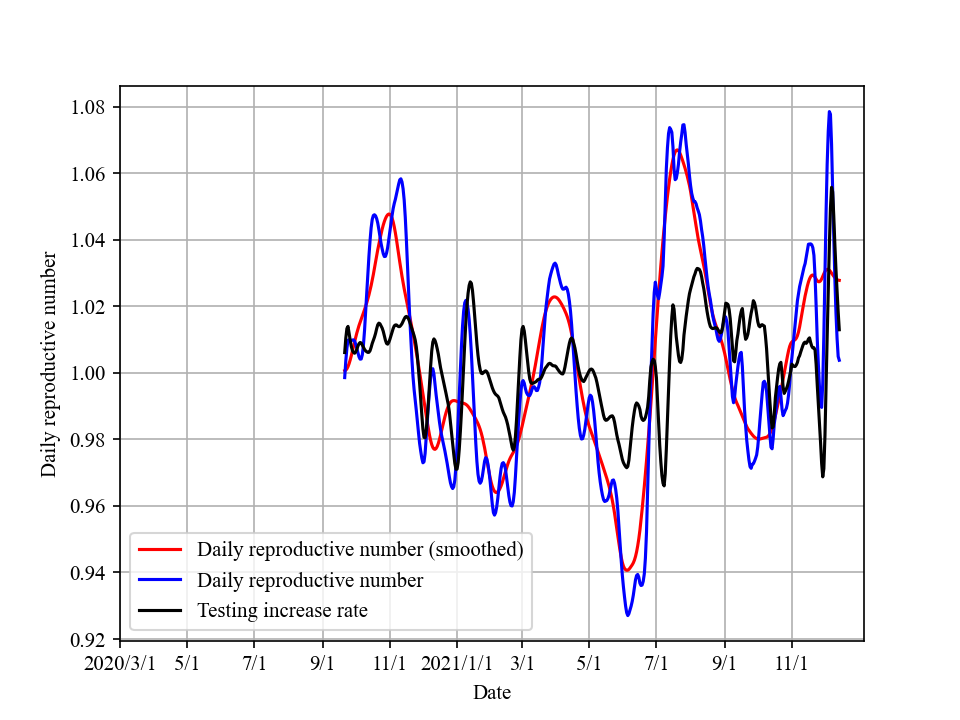 1.08
1.06
1.04
1.02
1.00
0.98
0.96
0.94
0.92
Daily reproductive number
Daily reproductive number (smoothed)
Daily reproductive number
Testing increase rate
2020/3/1 5/1 7/1 9/1 11/1 2021/1/1 3/1 5/1 7/1 9/1 11/1
Date